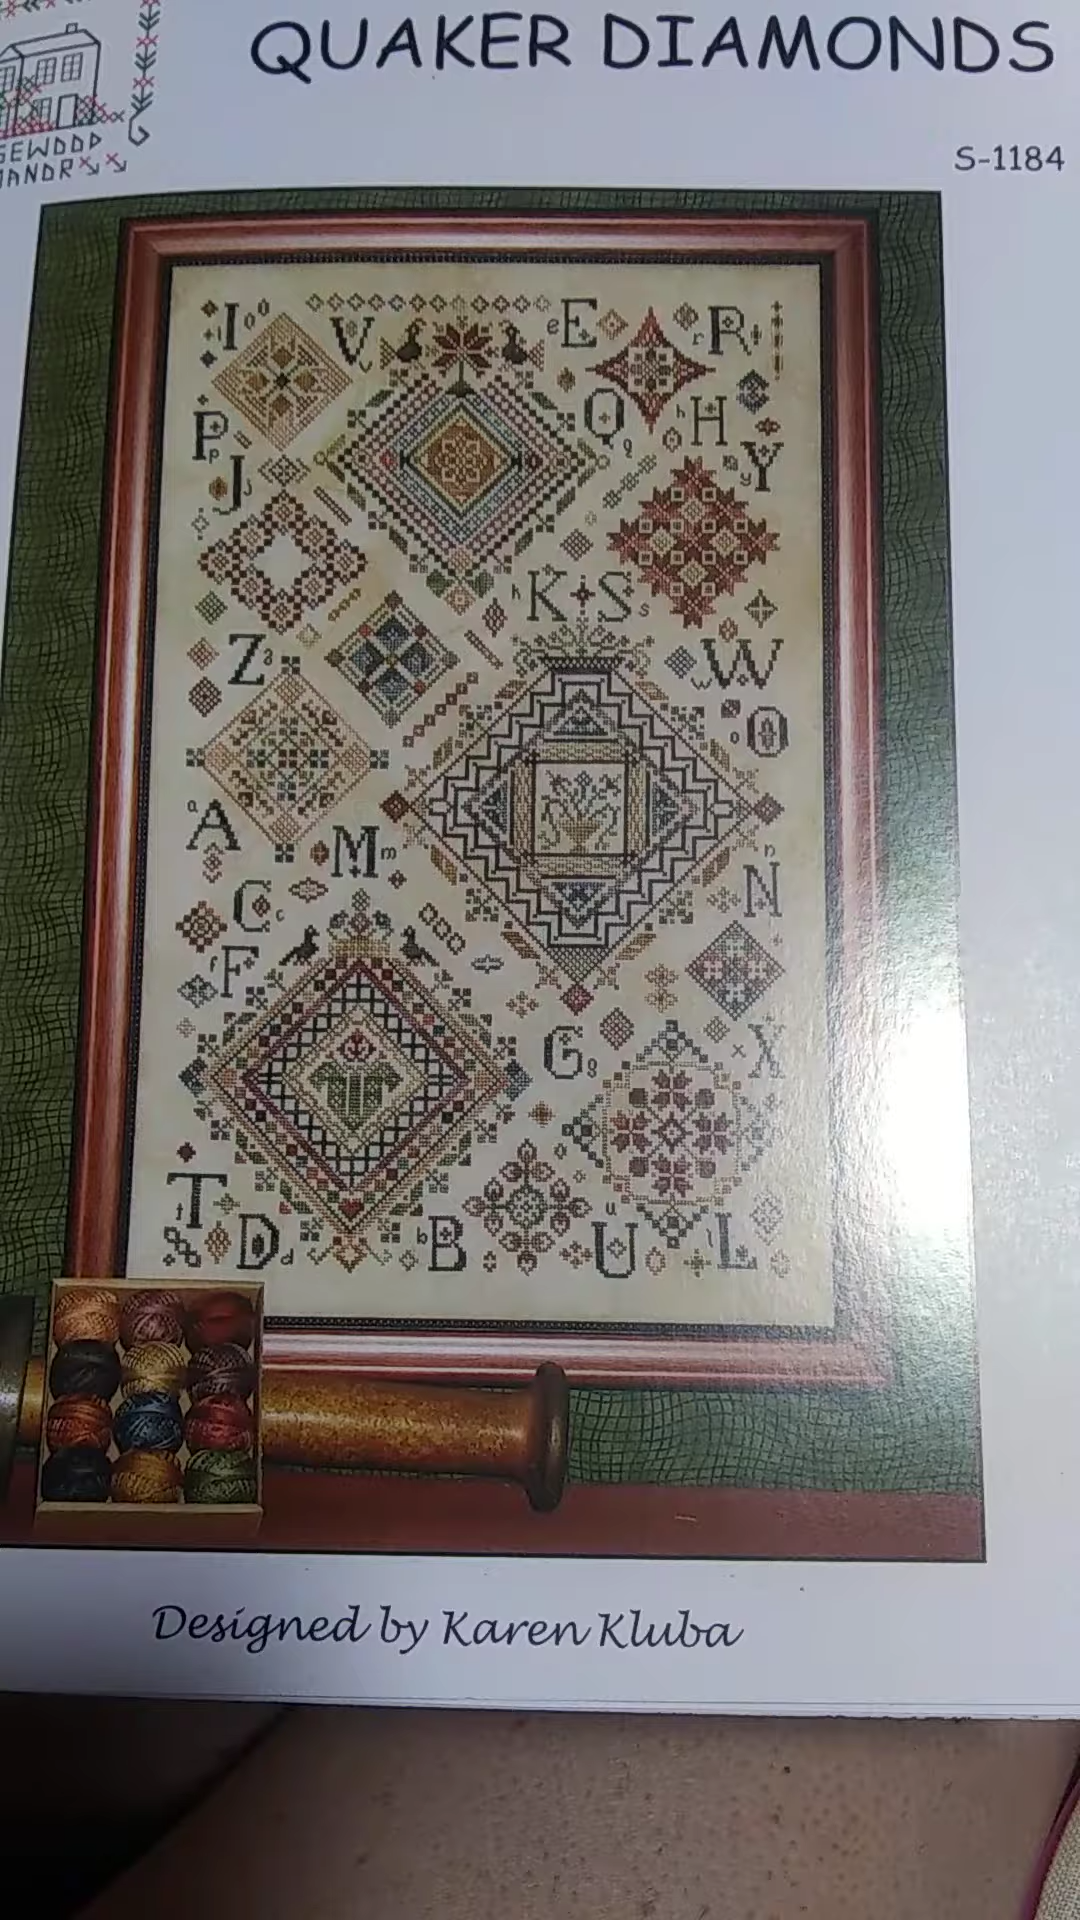 QUAKER DIAMONDS
S-1184
I V E e R r
P p Q q H h
J j Y y
K k S s
Z z W w
O o
A a M m
N n
C c
F f
G g X x
T t D d B b U u L l
Designed by Karen Kluba